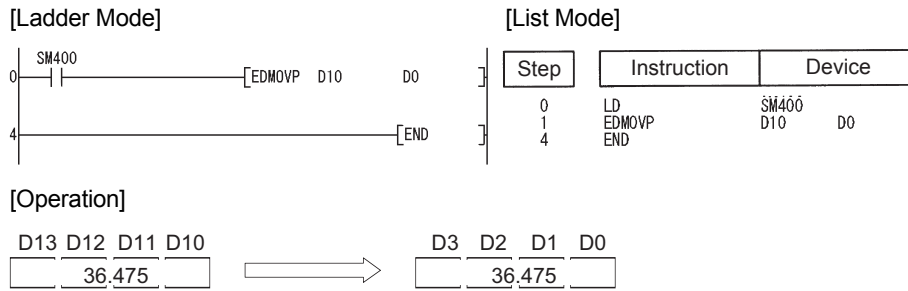 [Ladder Mode]
[List Mode]
SM400
0 EDMOVP D10 D0
4 END
Step Instruction Device
0 LD SM400
1 EDMOVP D10 D0
4 END
[Operation]
D13 D12 D11 D10
36.475
D3 D2 D1 D0
36.475